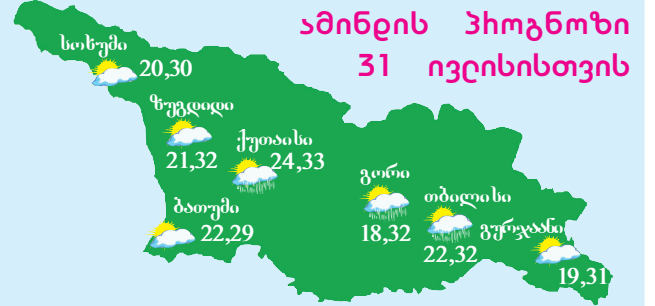 ამინდის პროგნოზი
31 ივლისისთვის
სოხუმი
20,30
ზუგდიდი
21,32
ქუთაისი
24,33
ბათუმი
22,29
გორი
18,32
თბილისი
22,32
გურჯაანი
19,31